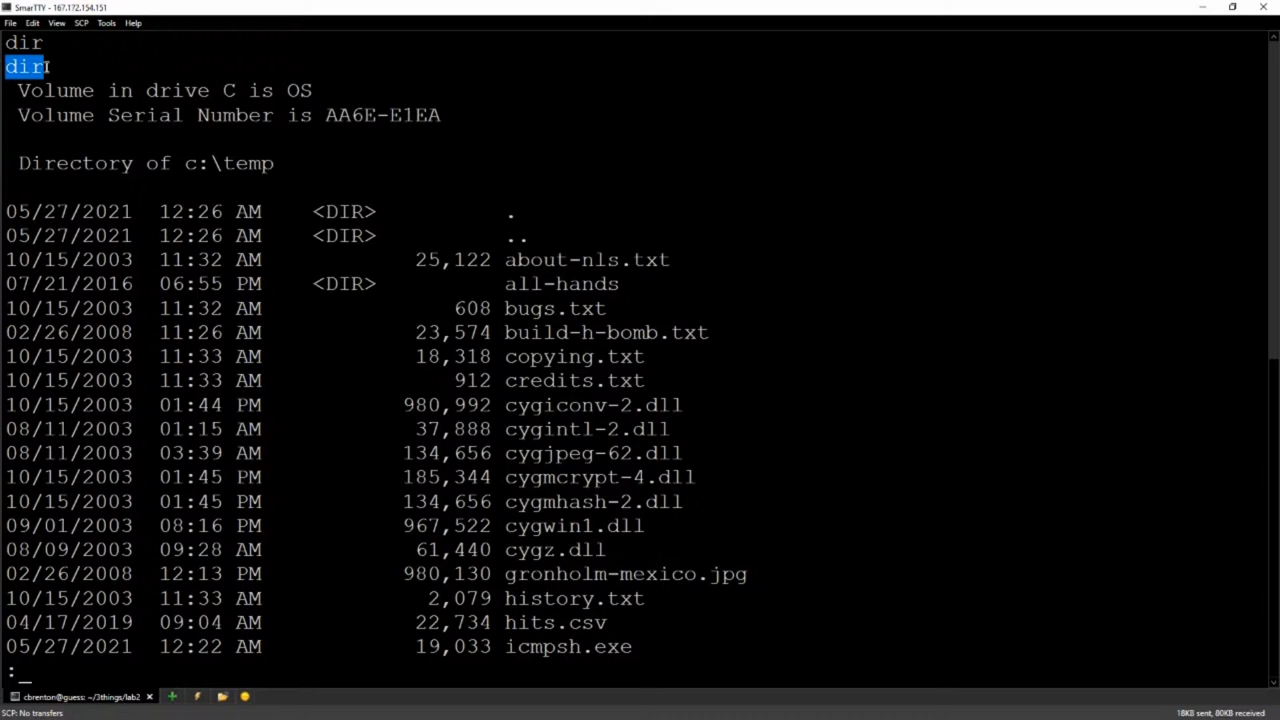 SmarTTY - 167.172.154.151
File Edit View SCP Tools Help
dir
dir
Volume in drive C is OS
Volume Serial Number is AA6E-E1EA
Directory of c:\temp
05/27/2021 12:26 AM <DIR> .
05/27/2021 12:26 AM <DIR> ..
10/15/2003 11:32 AM 25,122 about-nls.txt
07/21/2016 06:55 PM <DIR> all-hands
10/15/2003 11:32 AM 608 bugs.txt
02/26/2008 11:26 AM 23,574 build-h-bomb.txt
10/15/2003 11:33 AM 18,318 copying.txt
10/15/2003 11:33 AM 912 credits.txt
10/15/2003 01:44 PM 980,992 cygiconv-2.dll
08/11/2003 01:15 AM 37,888 cygintl-2.dll
08/11/2003 03:39 AM 134,656 cygjpeg-62.dll
10/15/2003 01:45 PM 185,344 cygmcrypt-4.dll
10/15/2003 01:45 PM 134,656 cygmhash-2.dll
09/01/2003 08:16 PM 967,522 cygwin1.dll
08/09/2003 09:28 AM 61,440 cygz.dll
02/26/2008 12:13 PM 980,130 gronholm-mexico.jpg
10/15/2003 11:33 AM 2,079 history.txt
04/17/2019 09:04 AM 22,734 hits.csv
05/27/2021 12:22 AM 19,033 icmpsh.exe
:_
cbrenton@guess: ~/3things/lab2
SCP: No transfers 18KB sent, 80KB received